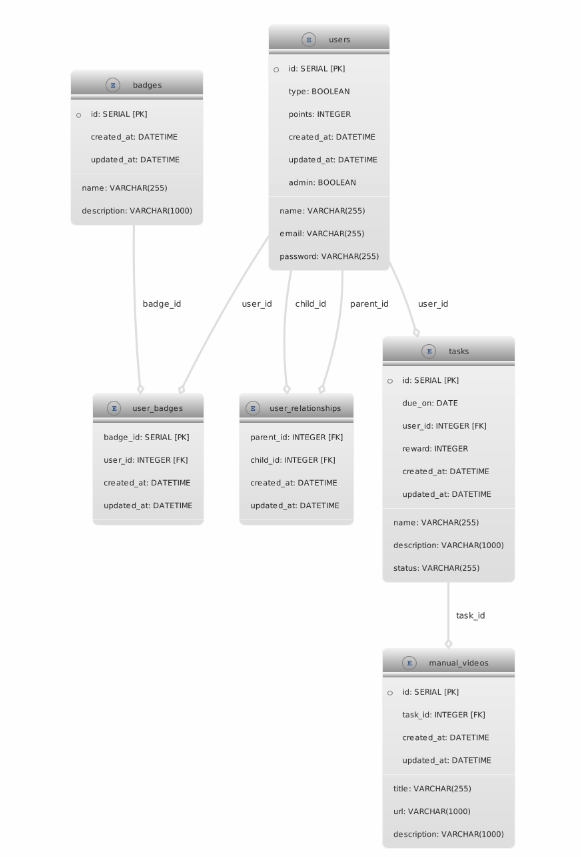 E users
id: SERIAL [PK]
type: BOOLEAN
points: INTEGER
created_at: DATETIME
updated_at: DATETIME
admin: BOOLEAN
name: VARCHAR(255)
email: VARCHAR(255)
password: VARCHAR(255)
E badges
id: SERIAL [PK]
created_at: DATETIME
updated_at: DATETIME
name: VARCHAR(255)
description: VARCHAR(1000)
badge_id
user_id
child_id
parent_id
user_id
E user_badges
badge_id: SERIAL [PK]
user_id: INTEGER [FK]
created_at: DATETIME
updated_at: DATETIME
E user_relationships
parent_id: INTEGER [FK]
child_id: INTEGER [FK]
created_at: DATETIME
updated_at: DATETIME
E tasks
id: SERIAL [PK]
due_on: DATE
user_id: INTEGER [FK]
reward: INTEGER
created_at: DATETIME
updated_at: DATETIME
name: VARCHAR(255)
description: VARCHAR(1000)
status: VARCHAR(255)
task_id
E manual_videos
id: SERIAL [PK]
task_id: INTEGER [FK]
created_at: DATETIME
updated_at: DATETIME
title: VARCHAR(255)
url: VARCHAR(1000)
description: VARCHAR(1000)